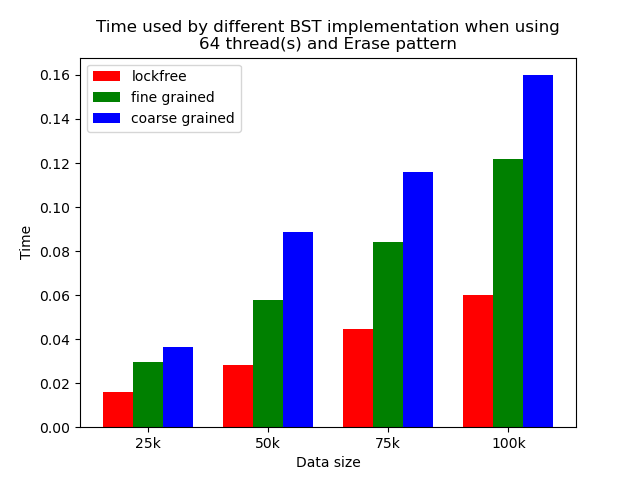 Time used by different BST implementation when using
64 thread(s) and Erase pattern
lockfree
fine grained
coarse grained
Time
0.16
0.14
0.12
0.10
0.08
0.06
0.04
0.02
0.00
25k 50k 75k 100k
Data size